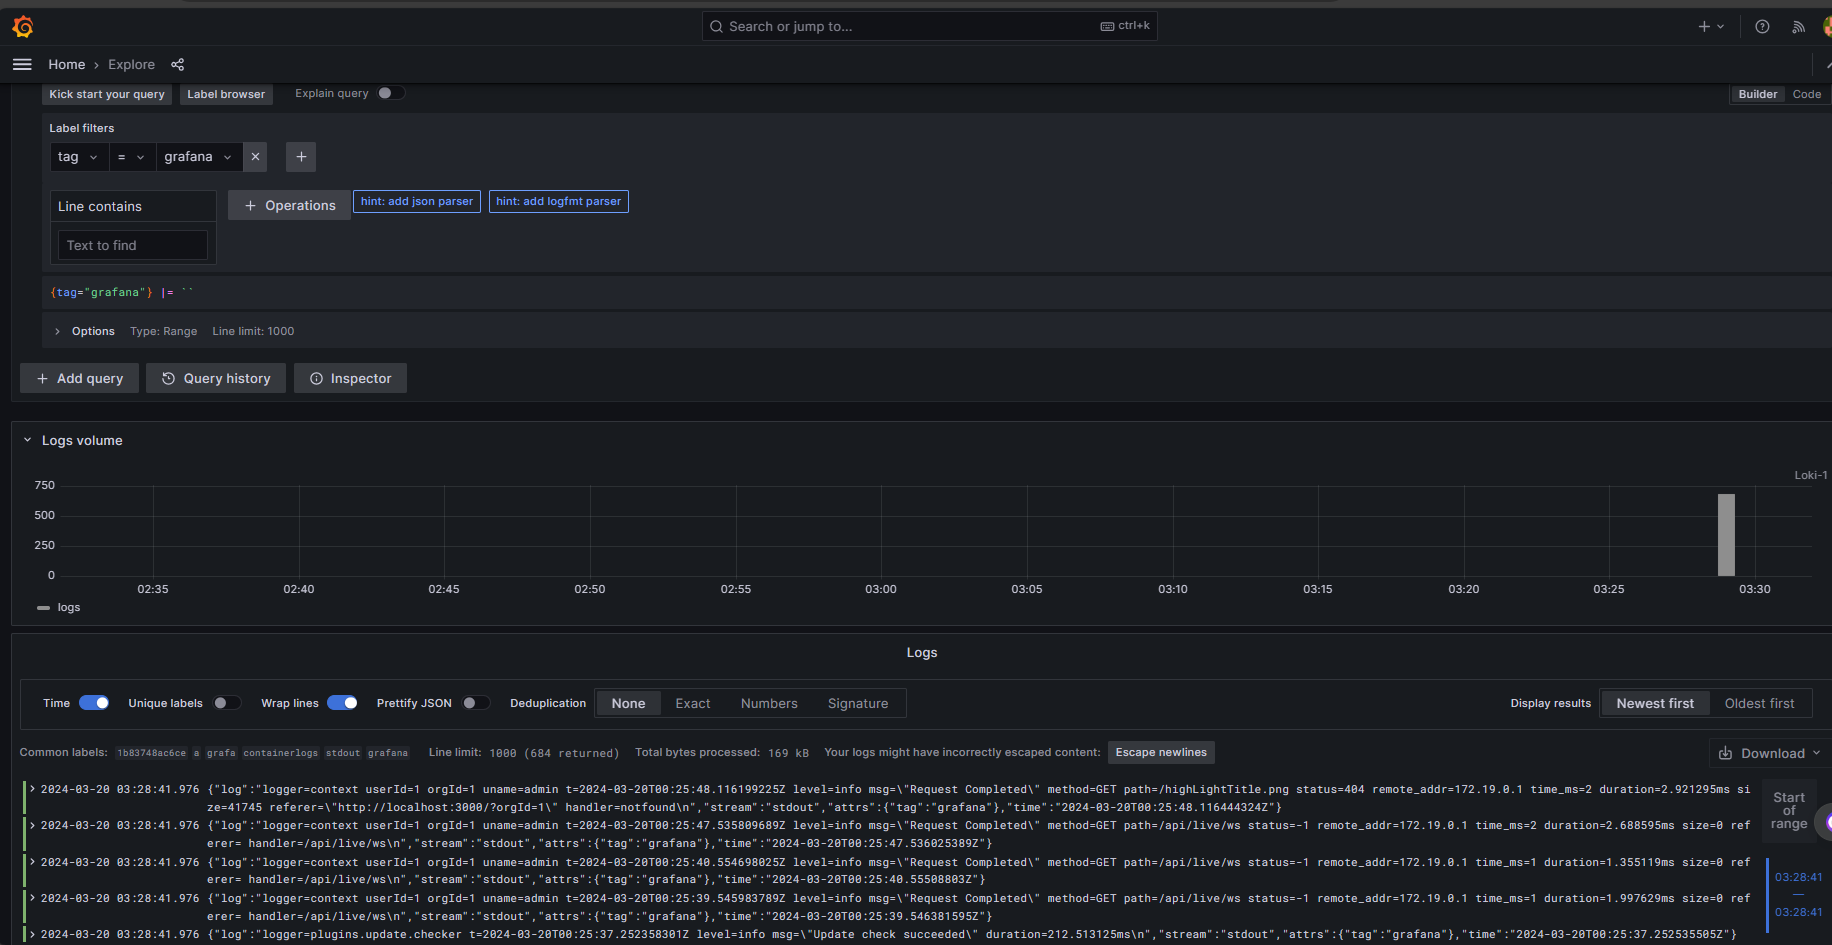 Search or jump to...
ctrl+k
Home › Explore
Kick start your query
Label browser
Explain query
Builder
Code
Label filters
tag
=
grafana
Line contains
+ Operations
hint: add json parser
hint: add logfmt parser
Text to find
{tag="grafana"} |= ``
Options
Type: Range
Line limit: 1000
+ Add query
Query history
Inspector
Logs volume
Loki-1
750
500
250
0
02:35
02:40
02:45
02:50
02:55
03:00
03:05
03:10
03:15
03:20
03:25
03:30
logs
Logs
Time
Unique labels
Wrap lines
Prettify JSON
Deduplication
None
Exact
Numbers
Signature
Display results
Newest first
Oldest first
Common labels: 1b83748ac6ce a grafa containerlogs stdout grafana
Line limit: 1000 (684 returned)
Total bytes processed: 169 kB
Your logs might have incorrectly escaped content:
Escape newlines
Download
2024-03-20 03:28:41.976 {"log":"logger=context userId=1 orgId=1 uname=admin t=2024-03-20T00:25:48.116199225Z level=info msg=\"Request Completed\" method=GET path=/highLightTitle.png status=404 remote_addr=172.19.0.1 time_ms=2 duration=2.921295ms si
ze=41745 referer=\"http://localhost:3000/?orgId=1\" handler=notfound\n","stream":"stdout","attrs":{"tag":"grafana"},"time":"2024-03-20T00:25:48.116444324Z"}
2024-03-20 03:28:41.976 {"log":"logger=context userId=1 orgId=1 uname=admin t=2024-03-20T00:25:47.535809689Z level=info msg=\"Request Completed\" method=GET path=/api/live/ws status=-1 remote_addr=172.19.0.1 time_ms=2 duration=2.688595ms size=0 ref
erer= handler=/api/live/ws\n","stream":"stdout","attrs":{"tag":"grafana"},"time":"2024-03-20T00:25:47.536025389Z"}
2024-03-20 03:28:41.976 {"log":"logger=context userId=1 orgId=1 uname=admin t=2024-03-20T00:25:40.554698025Z level=info msg=\"Request Completed\" method=GET path=/api/live/ws status=-1 remote_addr=172.19.0.1 time_ms=1 duration=1.355119ms size=0 ref
erer= handler=/api/live/ws\n","stream":"stdout","attrs":{"tag":"grafana"},"time":"2024-03-20T00:25:40.55508803Z"}
2024-03-20 03:28:41.976 {"log":"logger=context userId=1 orgId=1 uname=admin t=2024-03-20T00:25:39.545983789Z level=info msg=\"Request Completed\" method=GET path=/api/live/ws status=-1 remote_addr=172.19.0.1 time_ms=1 duration=1.997629ms size=0 ref
erer= handler=/api/live/ws\n","stream":"stdout","attrs":{"tag":"grafana"},"time":"2024-03-20T00:25:39.546381595Z"}
2024-03-20 03:28:41.976 {"log":"logger=plugins.update.checker t=2024-03-20T00:25:37.252358301Z level=info msg=\"Update check succeeded\" duration=212.513125ms\n","stream":"stdout","attrs":{"tag":"grafana"},"time":"2024-03-20T00:25:37.252535505Z"}
Start
of
range
03:28:41
—
03:28:41